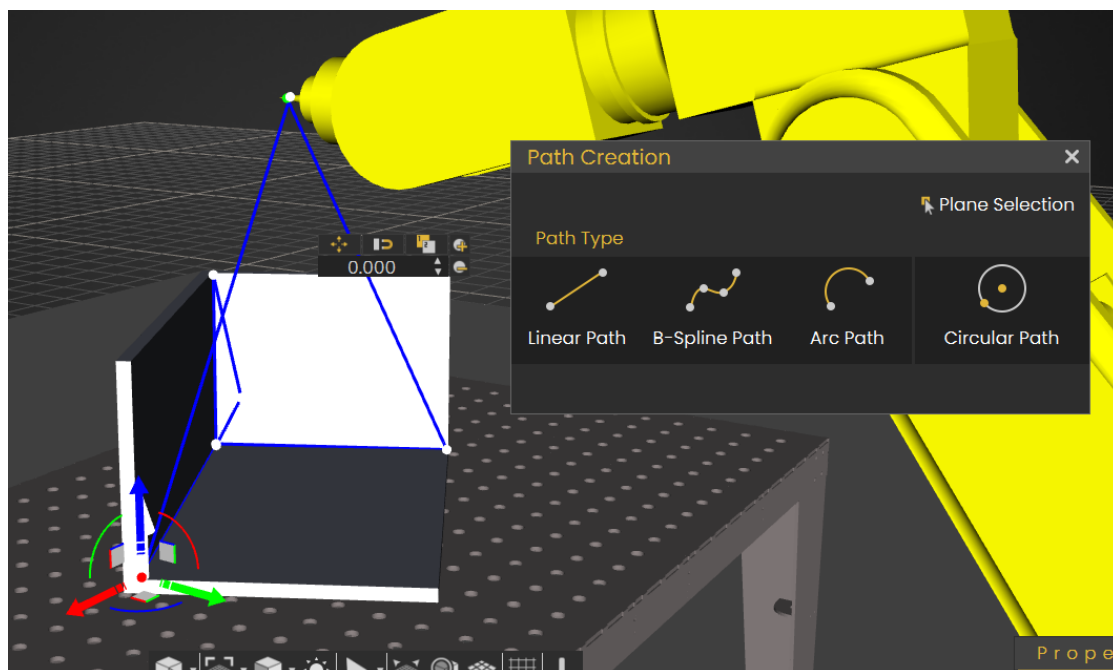 Path Creation
Plane Selection
Path Type
0.000
Linear Path
B-Spline Path
Arc Path
Circular Path
Prope